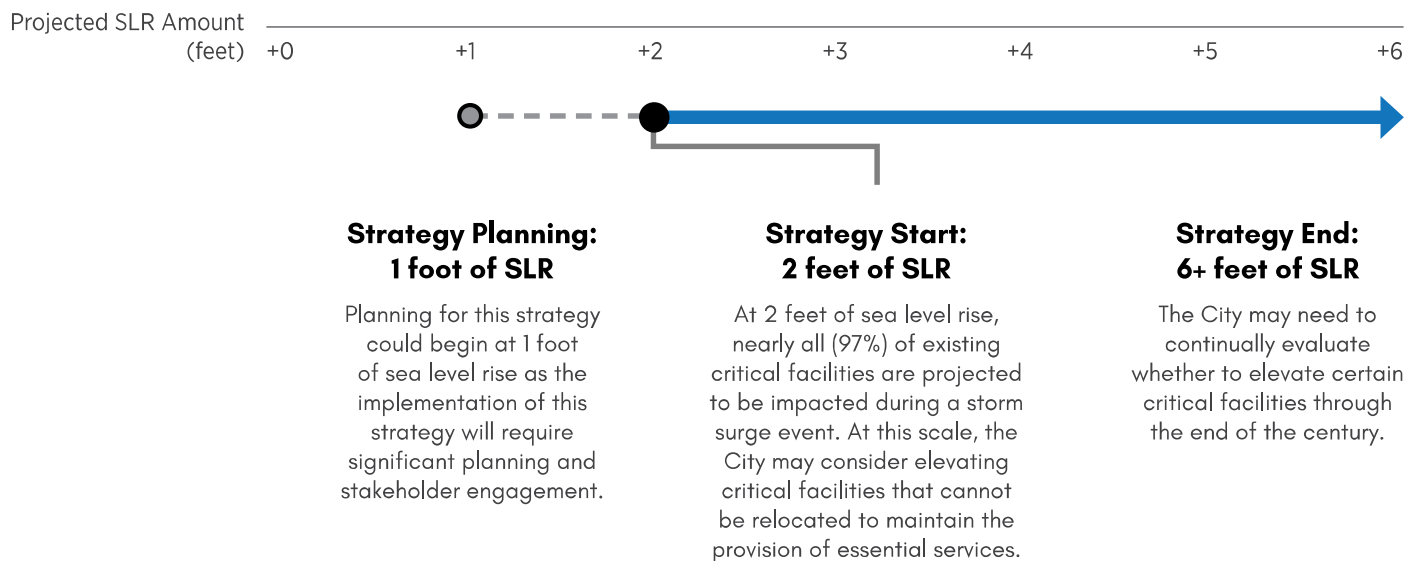 Projected SLR Amount
(feet) +0 +1 +2 +3 +4 +5 +6
Strategy Planning:
1 foot of SLR
Planning for this strategy
could begin at 1 foot
of sea level rise as the
implementation of this
strategy will require
significant planning and
stakeholder engagement.
Strategy Start:
2 feet of SLR
At 2 feet of sea level rise,
nearly all (97%) of existing
critical facilities are projected
to be impacted during a storm
surge event. At this scale, the
City may consider elevating
critical facilities that cannot
be relocated to maintain the
provision of essential services.
Strategy End:
6+ feet of SLR
The City may need to
continually evaluate
whether to elevate certain
critical facilities through
the end of the century.